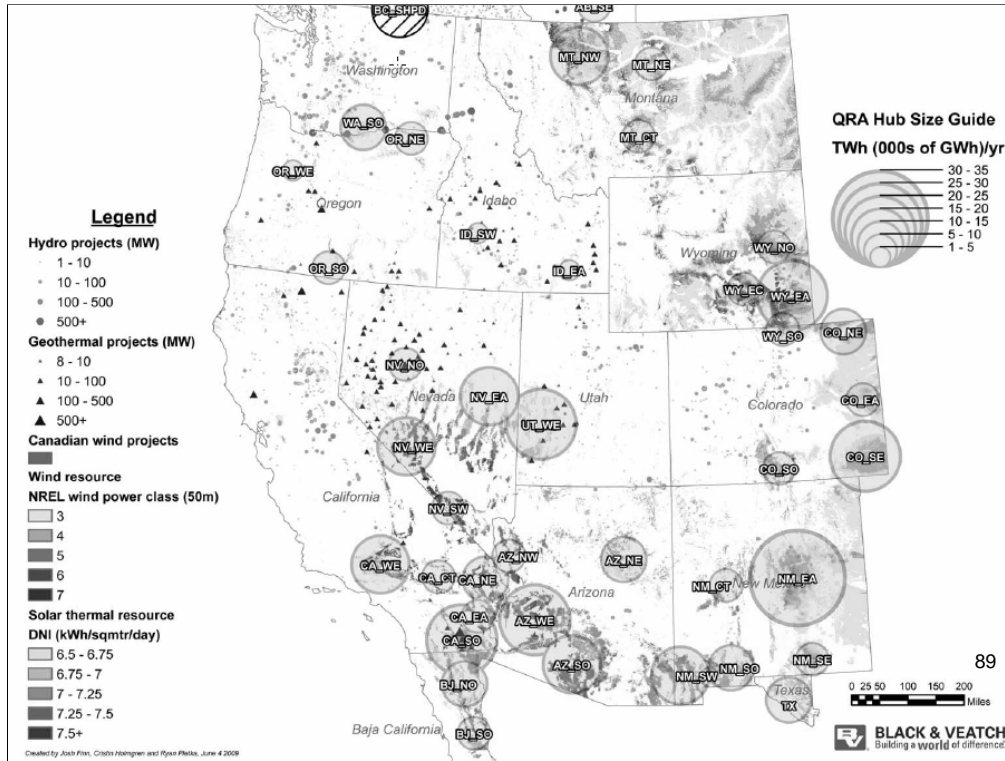 BC_SHPD
AB_SE
MT_NW
MT_NE
Washington
Montana
WA_SO
OR_NE
MT_CT
OR_WE
Oregon
Idaho
ID_SW
OR_SO
ID_EA
Wyoming
WY_NO
WY_EC
WY_EA
WY_SO
CO_NE
NV_NO
Nevada
NV_EA
Utah
UT_WE
CO_EA
Colorado
NV_WE
CO_SE
CO_SO
California
NV_SW
CA_WE
CA_CT
CA_NE
AZ_NW
AZ_NE
Arizona
NM_CT
New Me
NM_EA
CA_EA
CA_SO
AZ_WE
AZ_SO
BJ_NO
NM_SW
NM_SO
NM_SE
Texas
TX
Baja California
BJ_SO
QRA Hub Size Guide
TWh (000s of GWh)/yr
30 - 35
25 - 30
20 - 25
15 - 20
10 - 15
5 - 10
1 - 5
Legend
Hydro projects (MW)
1 - 10
10 - 100
100 - 500
500+
Geothermal projects (MW)
8 - 10
10 - 100
100 - 500
500+
Canadian wind projects
Wind resource
NREL wind power class (50m)
3
4
5
6
7
Solar thermal resource
DNI (kWh/sqmtr/day)
6.5 - 6.75
6.75 - 7
7 - 7.25
7.25 - 7.5
7.5+
Created by Josh Finn, Cristin Holmgren and Ryan Pletka, June 4 2009
89
0 25 50 100 150 200
Miles
BV
BLACK & VEATCH
Building a world of difference.